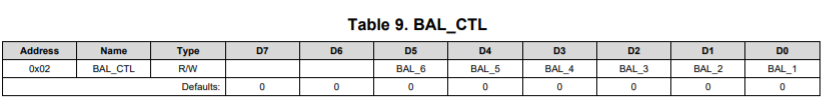 Table 9. BAL_CTL
Address Name Type D7 D6 D5 D4 D3 D2 D1 D0
0x02 BAL_CTL R/W BAL_6 BAL_5 BAL_4 BAL_3 BAL_2 BAL_1
Defaults: 0 0 0 0 0 0 0 0